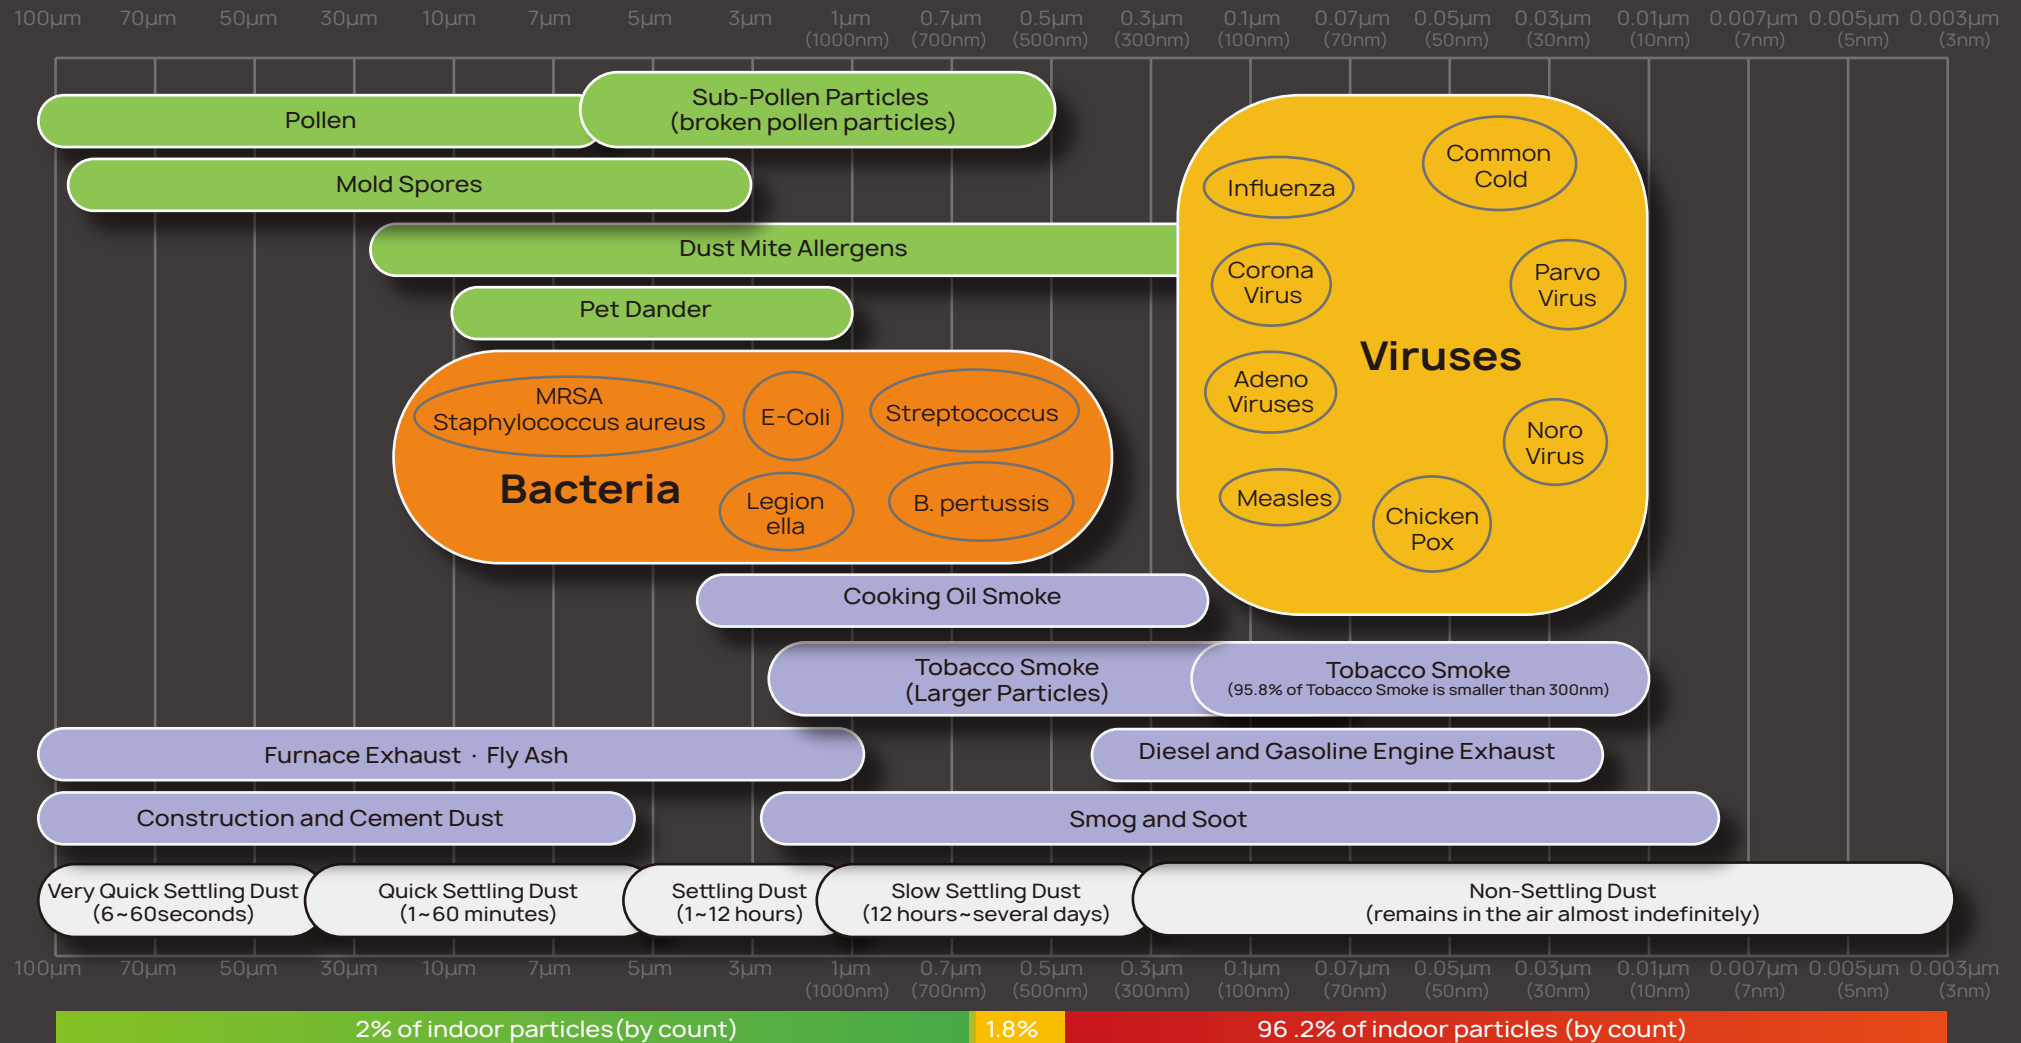 100µm 70µm 50µm 30µm 10µm 7µm 5µm 3µm 1µm 0.7µm 0.5µm 0.3µm 0.1µm 0.07µm 0.05µm 0.03µm 0.01µm 0.007µm 0.005µm 0.003µm
(1000nm) (700nm) (500nm) (300nm) (100nm) (70nm) (50nm) (30nm) (10nm) (7nm) (5nm) (3nm)
Pollen
Sub-Pollen Particles
(broken pollen particles)
Mold Spores
Dust Mite Allergens
Pet Dander
MRSA
Staphylococcus aureus
E-Coli
Streptococcus
Bacteria
Legion
ella
B. pertussis
Influenza
Common
Cold
Corona
Virus
Parvo
Virus
Viruses
Adeno
Viruses
Noro
Virus
Measles
Chicken
Pox
Cooking Oil Smoke
Tobacco Smoke
(Larger Particles)
Tobacco Smoke
(95.8% of Tobacco Smoke is smaller than 300nm)
Furnace Exhaust · Fly Ash
Diesel and Gasoline Engine Exhaust
Construction and Cement Dust
Smog and Soot
Very Quick Settling Dust
(6~60seconds)
Quick Settling Dust
(1~60 minutes)
Settling Dust
(1~12 hours)
Slow Settling Dust
(12 hours~several days)
Non-Settling Dust
(remains in the air almost indefinitely)
100µm 70µm 50µm 30µm 10µm 7µm 5µm 3µm 1µm 0.7µm 0.5µm 0.3µm 0.1µm 0.07µm 0.05µm 0.03µm 0.01µm 0.007µm 0.005µm 0.003µm
(1000nm) (700nm) (500nm) (300nm) (100nm) (70nm) (50nm) (30nm) (10nm) (7nm) (5nm) (3nm)
2% of indoor particles(by count) 1.8% 96 .2% of indoor particles (by count)